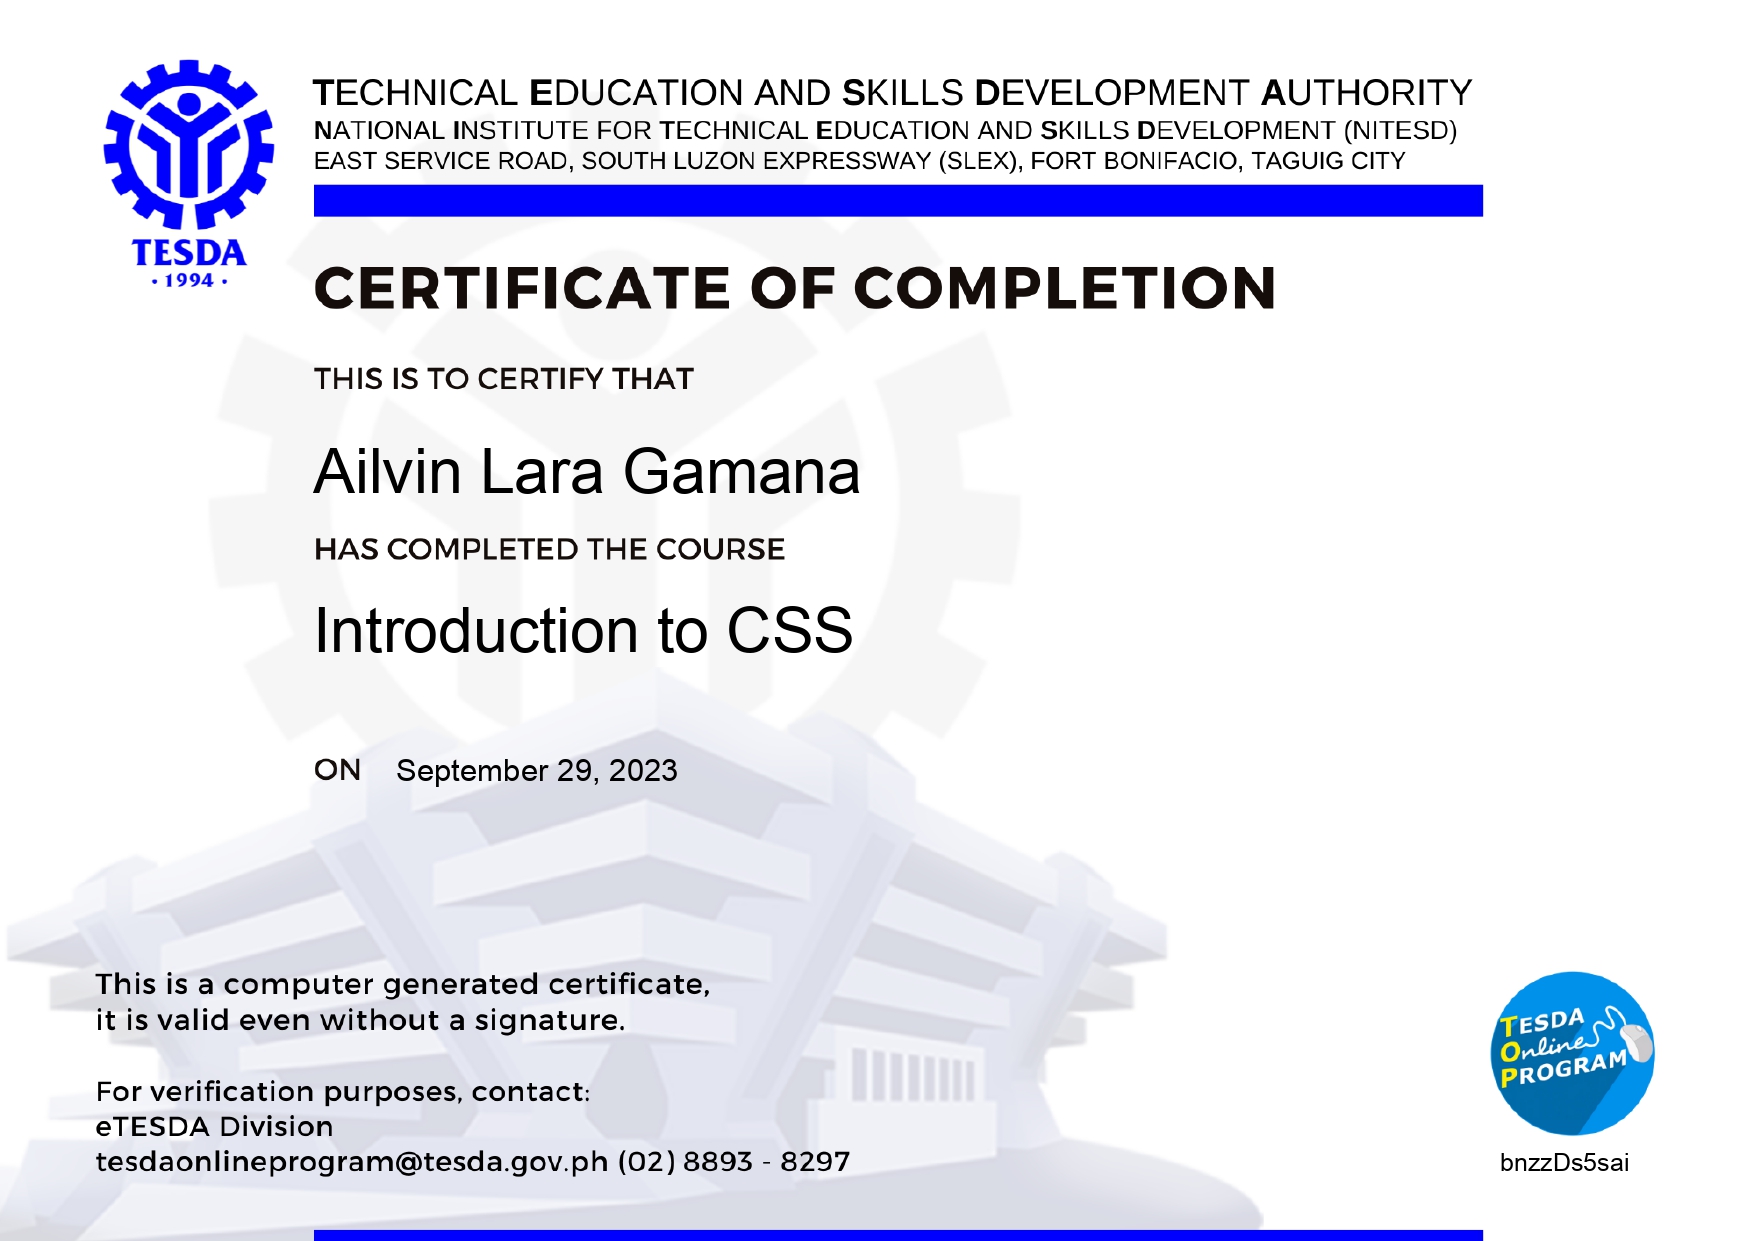 TECHNICAL EDUCATION AND SKILLS DEVELOPMENT AUTHORITY
NATIONAL INSTITUTE FOR TECHNICAL EDUCATION AND SKILLS DEVELOPMENT (NITESD)
EAST SERVICE ROAD, SOUTH LUZON EXPRESSWAY (SLEX), FORT BONIFACIO, TAGUIG CITY
TESDA
· 1994 ·
CERTIFICATE OF COMPLETION
THIS IS TO CERTIFY THAT
Ailvin Lara Gamana
HAS COMPLETED THE COURSE
Introduction to CSS
ON September 29, 2023
This is a computer generated certificate,
it is valid even without a signature.
For verification purposes, contact:
eTESDA Division
tesdaonlineprogram@tesda.gov.ph (02) 8893 - 8297
TESDA
Online
PROGRAM
bnzzDs5sai